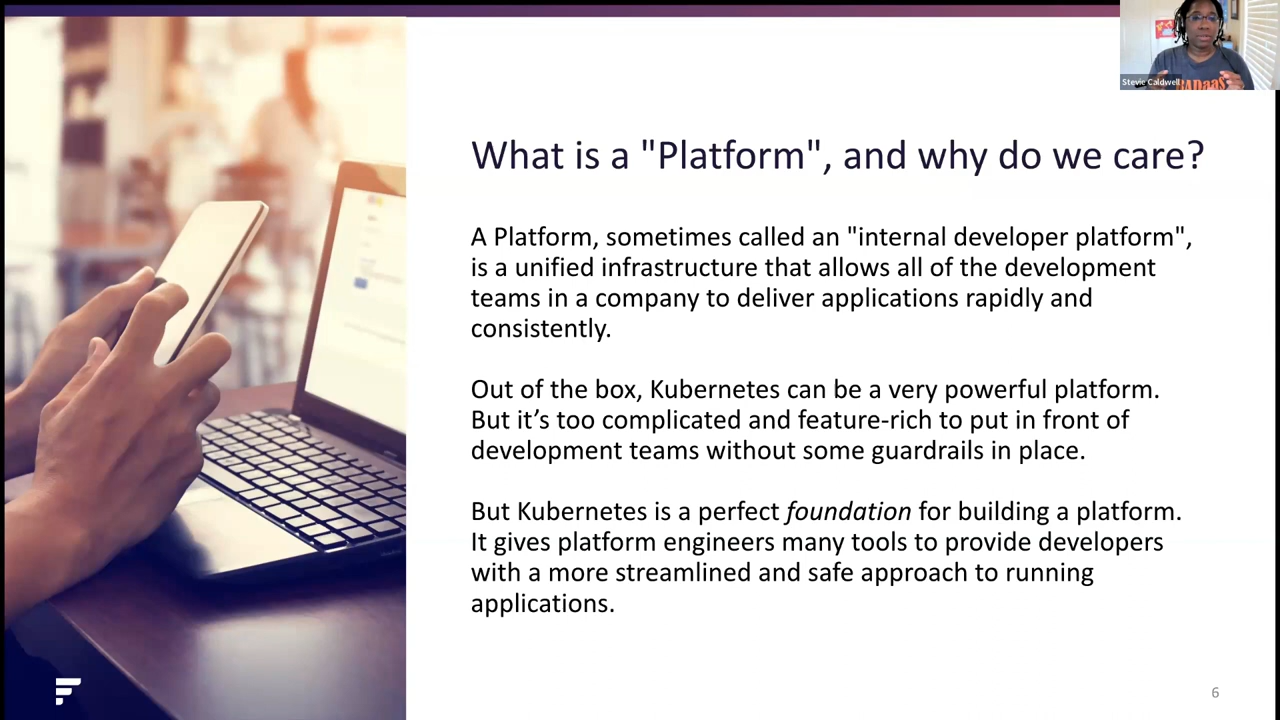 Stevie Caldwell
What is a "Platform", and why do we care?
A Platform, sometimes called an "internal developer platform",
is a unified infrastructure that allows all of the development
teams in a company to deliver applications rapidly and
consistently.
Out of the box, Kubernetes can be a very powerful platform.
But it’s too complicated and feature-rich to put in front of
development teams without some guardrails in place.
But Kubernetes is a perfect foundation for building a platform.
It gives platform engineers many tools to provide developers
with a more streamlined and safe approach to running
applications.
6